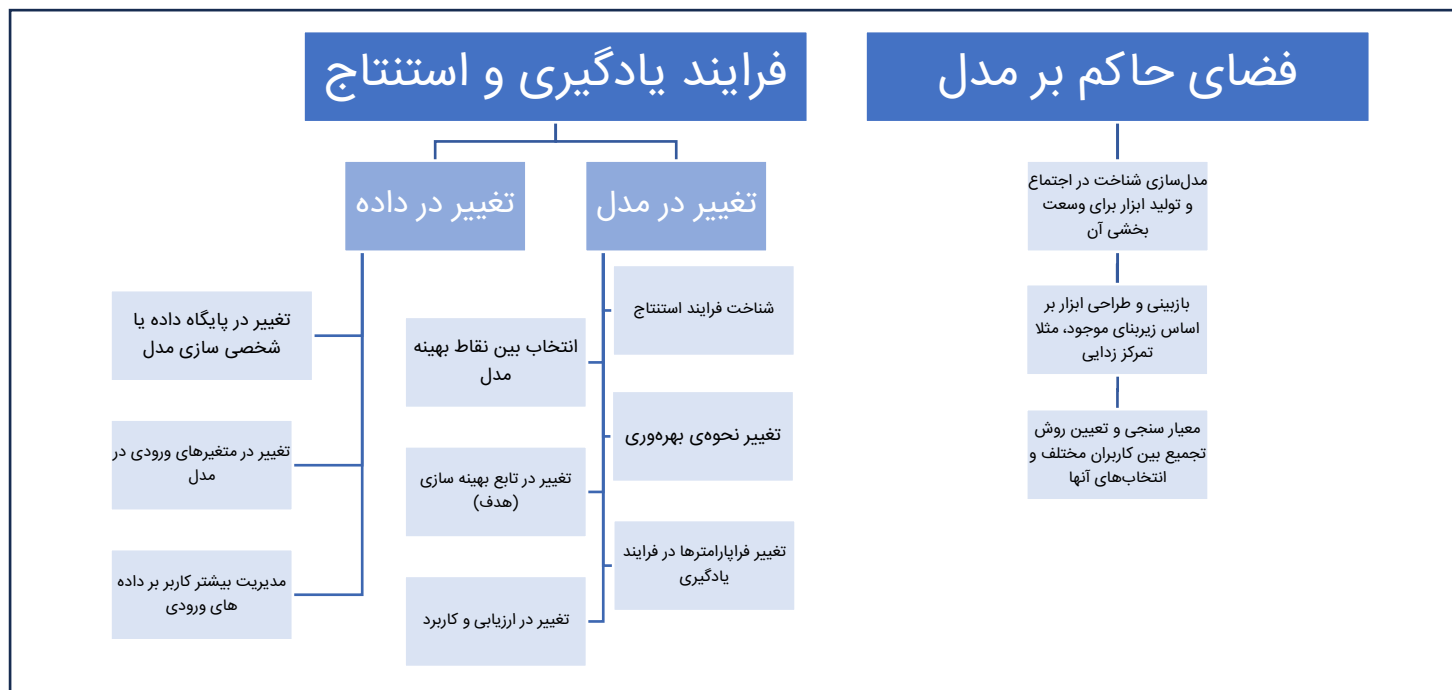 فضای حاکم بر مدل
مدل‌سازی شناخت در اجتماع
و تولید ابزار برای وسعت
بخشی آن
بازبینی و طراحی ابزار بر
اساس زیربنای موجود، مثلا
تمرکز زدایی
معیار سنجی و تعیین روش
تجمیع بین کاربران مختلف و
انتخاب‌های آنها
فرایند یادگیری و استنتاج
تغییر در مدل
شناخت فرایند استنتاج
انتخاب بین نقاط بهینه
مدل
تغییر نحوه‌ی بهره‌وری
تغییر در تابع بهینه سازی
(هدف)
تغییر فراپارامترها در فرایند
یادگیری
تغییر در ارزیابی و کاربرد
تغییر در داده
تغییر در پایگاه داده یا
شخصی سازی مدل
تغییر در متغیرهای ورودی در
مدل
مدیریت بیشتر کاربر بر داده
های ورودی